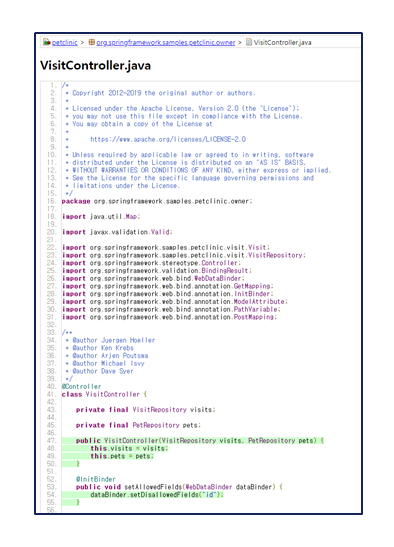 petclinic > org.springframework.samples.petclinic.owner > VisitController.java
VisitController.java
1. /*
2. * Copyright 2012-2019 the original author or authors.
3. *
4. * Licensed under the Apache License, Version 2.0 (the "License");
5. * you may not use this file except in compliance with the License.
6. * You may obtain a copy of the License at
7. *
8. * https://www.apache.org/licenses/LICENSE-2.0
9. *
10. * Unless required by applicable law or agreed to in writing, software
11. * distributed under the License is distributed on an "AS IS" BASIS,
12. * WITHOUT WARRANTIES OR CONDITIONS OF ANY KIND, either express or implied.
13. * See the License for the specific language governing permissions and
14. * limitations under the License.
15. */
16. package org.springframework.samples.petclinic.owner;
17.
18. import java.util.Map;
19.
20. import javax.validation.Valid;
21.
22. import org.springframework.samples.petclinic.visit.Visit;
23. import org.springframework.samples.petclinic.visit.VisitRepository;
24. import org.springframework.stereotype.Controller;
25. import org.springframework.validation.BindingResult;
26. import org.springframework.web.bind.WebDataBinder;
27. import org.springframework.web.bind.annotation.GetMapping;
28. import org.springframework.web.bind.annotation.InitBinder;
29. import org.springframework.web.bind.annotation.ModelAttribute;
30. import org.springframework.web.bind.annotation.PathVariable;
31. import org.springframework.web.bind.annotation.PostMapping;
32.
33. /**
34. * @author Juergen Hoeller
35. * @author Ken Krebs
36. * @author Arjen Poutsma
37. * @author Michael Isvy
38. * @author Dave Syer
39. */
40. @Controller
41. class VisitController {
42.
43. private final VisitRepository visits;
44.
45. private final PetRepository pets;
46.
47. public VisitController(VisitRepository visits, PetRepository pets) {
48. this.visits = visits;
49. this.pets = pets;
50. }
51.
52. @InitBinder
53. public void setAllowedFields(WebDataBinder dataBinder) {
54. dataBinder.setDisallowedFields("id");
55. }
56.